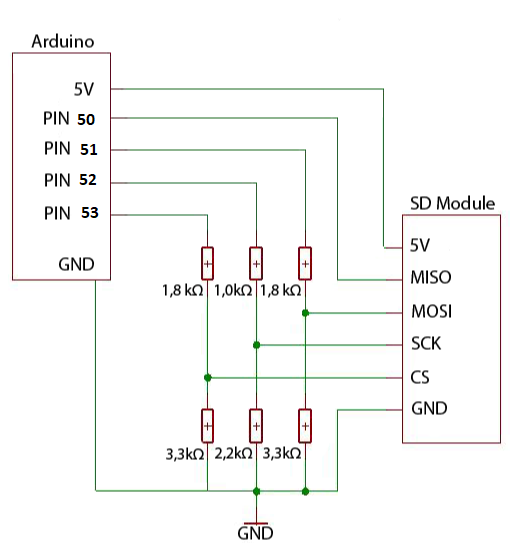 Arduino
5V
PIN 50
PIN 51
PIN 52
PIN 53
GND
SD Module
5V
MISO
MOSI
SCK
CS
GND
1,8 kΩ 1,0kΩ 1,8 kΩ
3,3kΩ 2,2kΩ 3,3kΩ
GND